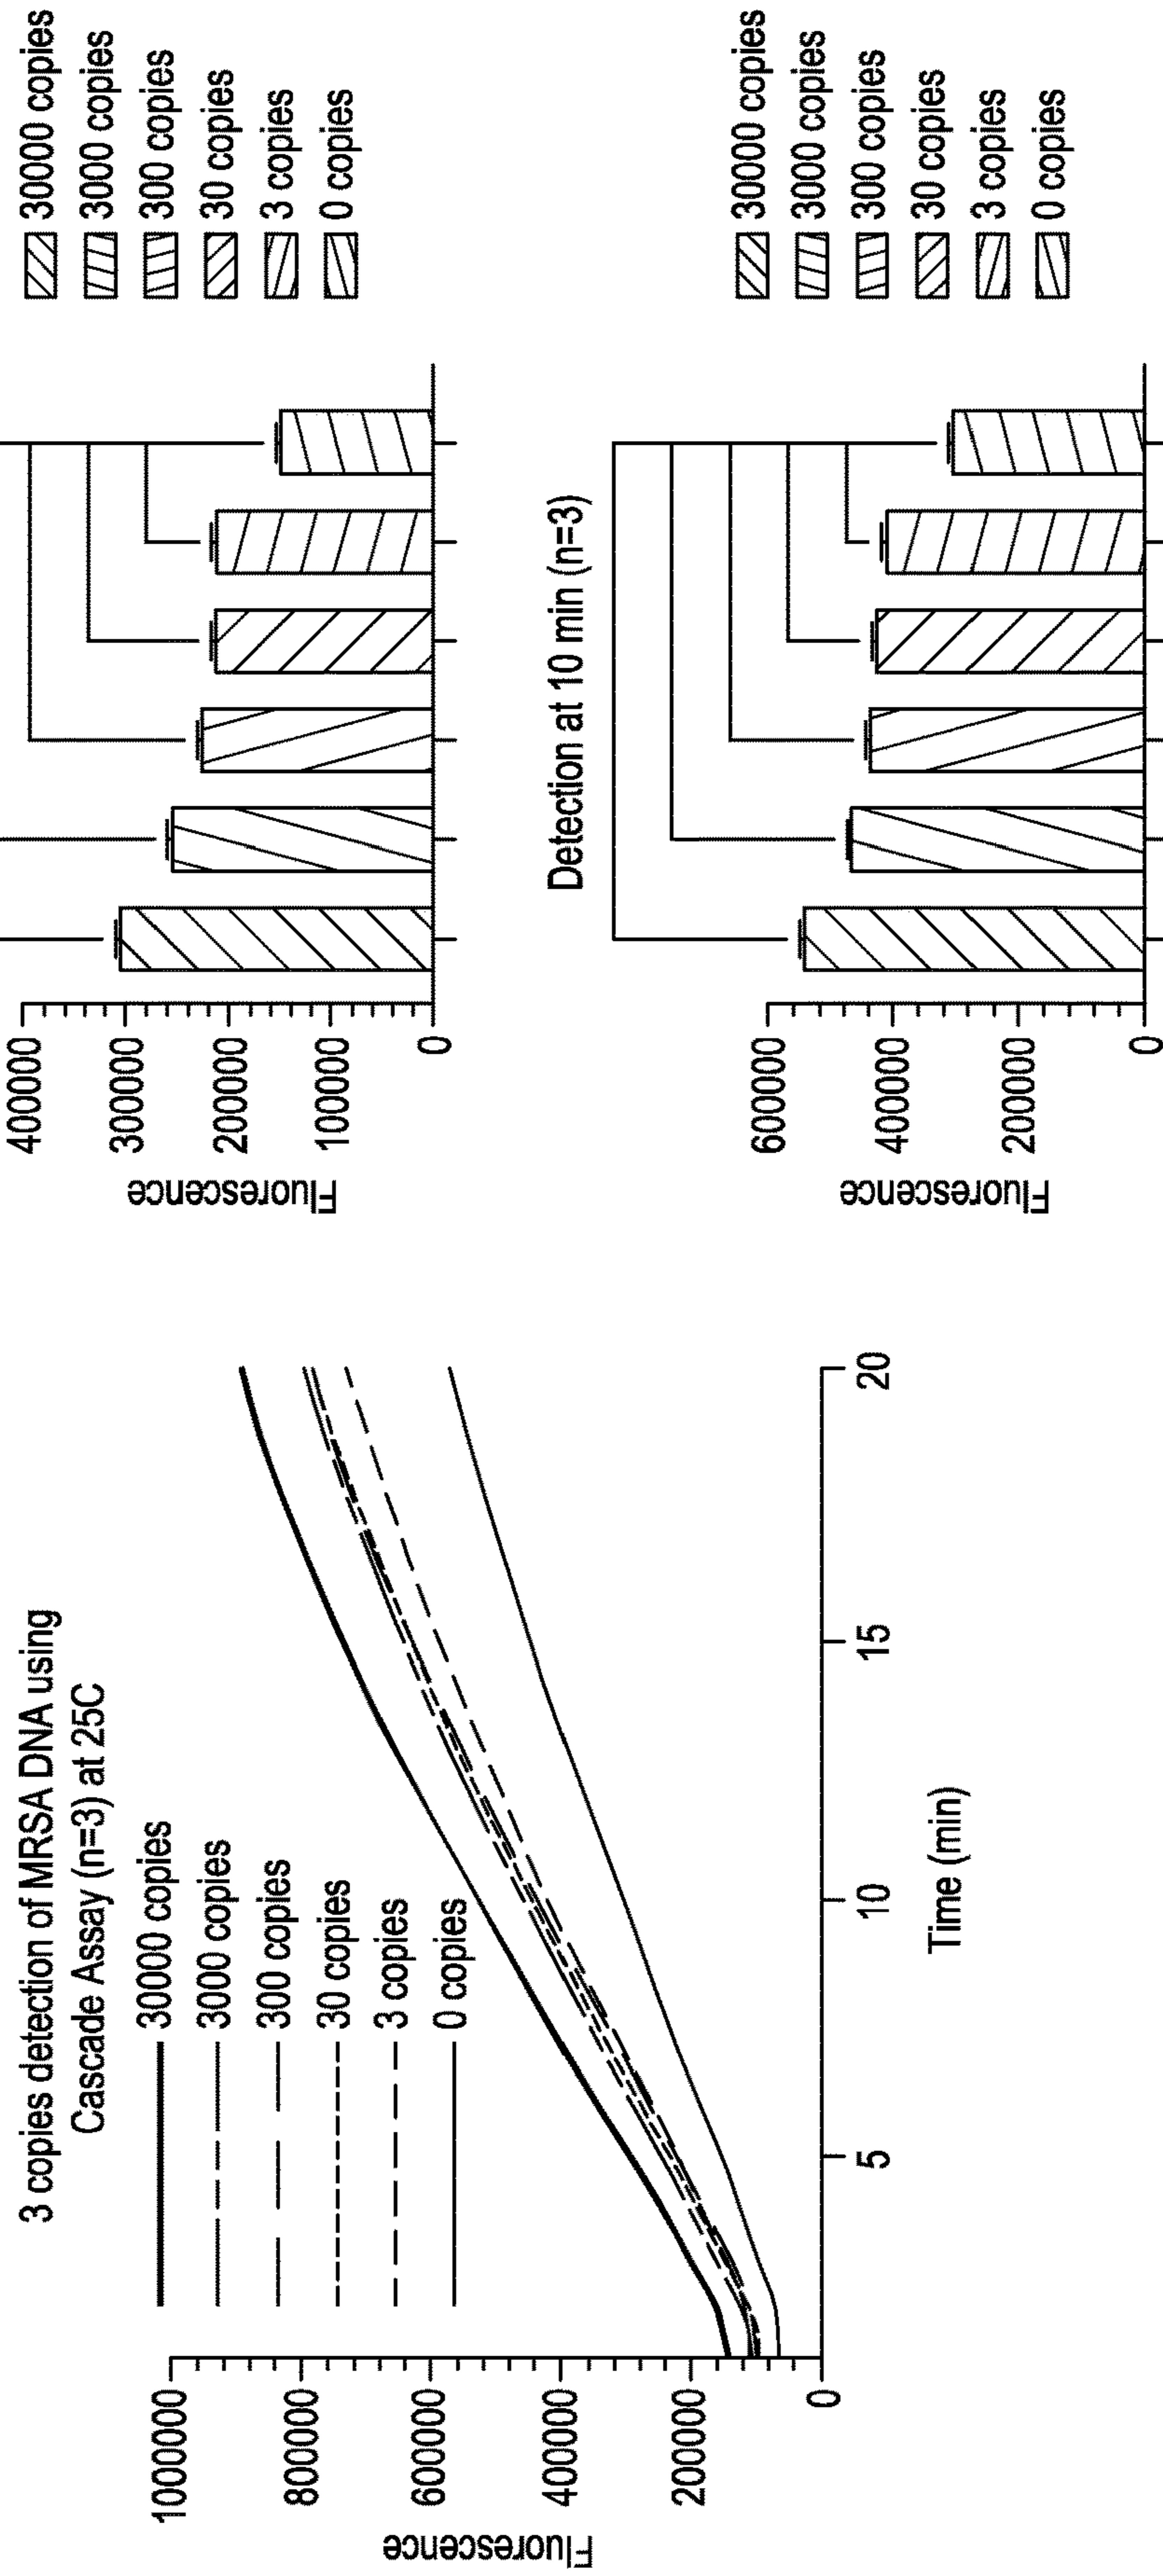 3 copies detection of MRSA DNA using
Cascade Assay (n=3) at 25C
30000 copies
3000 copies
300 copies
30 copies
3 copies
0 copies
1000000
800000
600000
400000
200000
0
Fluorescence
5
10
15
20
Time (min)
400000
300000
200000
100000
0
Fluorescence
30000 copies
3000 copies
300 copies
30 copies
3 copies
0 copies
Detection at 10 min (n=3)
600000
400000
200000
0
Fluorescence
30000 copies
3000 copies
300 copies
30 copies
3 copies
0 copies